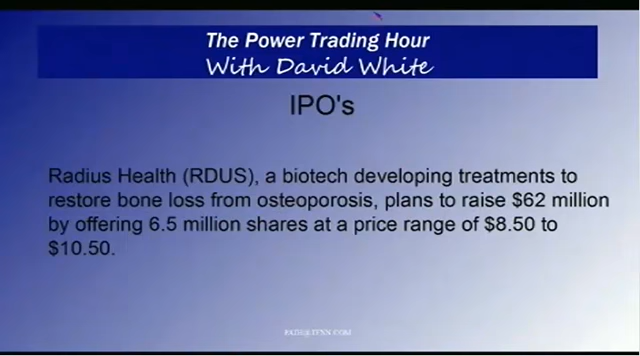 The Power Trading Hour
With David White
IPO's
Radius Health (RDUS), a biotech developing treatments to
restore bone loss from osteoporosis, plans to raise $62 million
by offering 6.5 million shares at a price range of $8.50 to
$10.50.